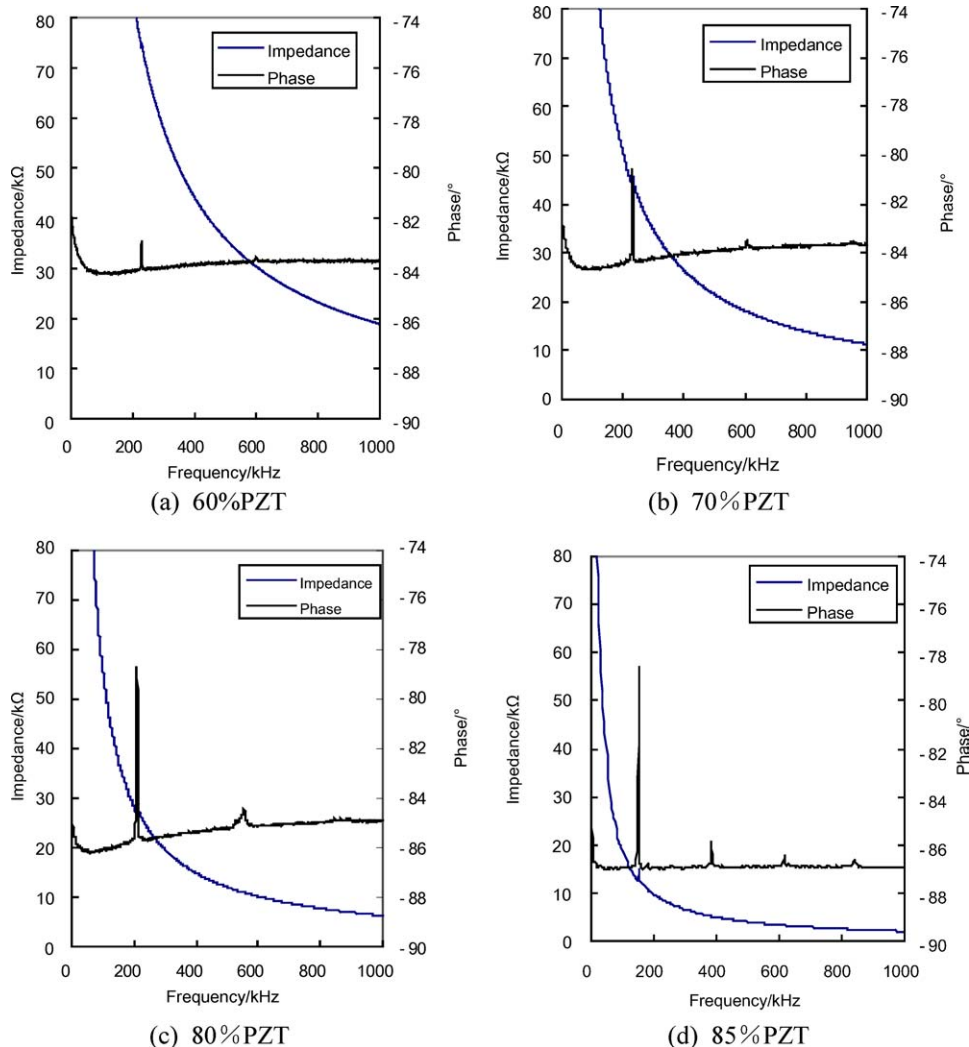 80
70
60
50
40
30
20
10
0
Impedance/kΩ
Impedance
Phase
-74
-76
-78
-80
-82
-84
-86
-88
-90
Phase/°
0 200 400 600 800 1000
Frequency/kHz
(a) 60%PZT
80
70
60
50
40
30
20
10
0
Impedance/kΩ
Impedance
Phase
-74
-76
-78
-80
-82
-84
-86
-88
-90
Phase/°
0 200 400 600 800 1000
Frequency/kHz
(b) 70%PZT
80
70
60
50
40
30
20
10
0
Impedance/kΩ
Impedance
Phase
-74
-76
-78
-80
-82
-84
-86
-88
-90
Phase/°
0 200 400 600 800 1000
Frequency/kHz
(c) 80%PZT
80
70
60
50
40
30
20
10
0
Impedance/kΩ
Impedance
Phase
-74
-76
-78
-80
-82
-84
-86
-88
-90
Phase/°
0 200 400 600 800 1000
Frequency/kHz
(d) 85%PZT